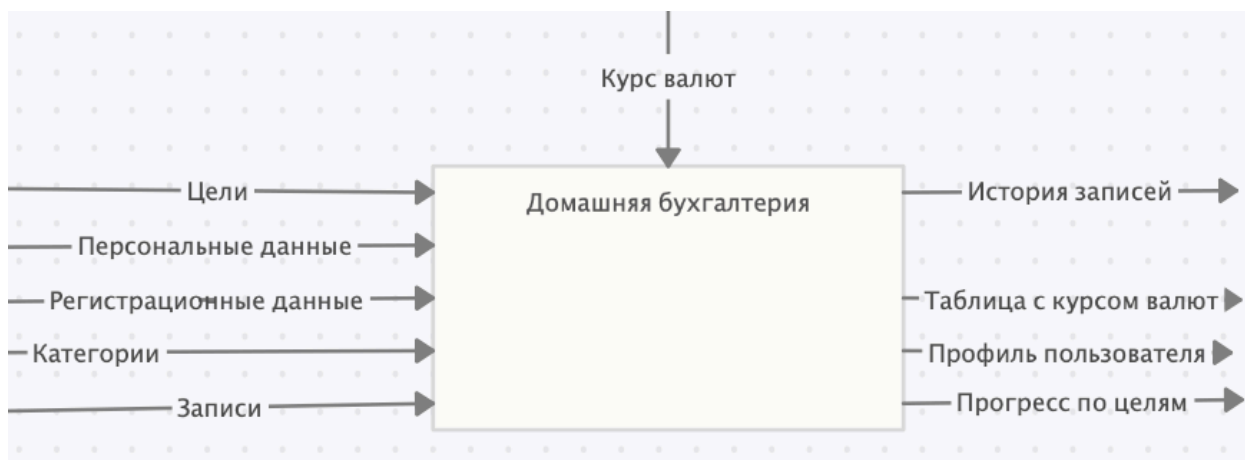 Курс валют
Домашняя бухгалтерия
Цели
Персональные данные
Регистрационные данные
Категории
Записи
История записей
Таблица с курсом валют
Профиль пользователя
Прогресс по целям